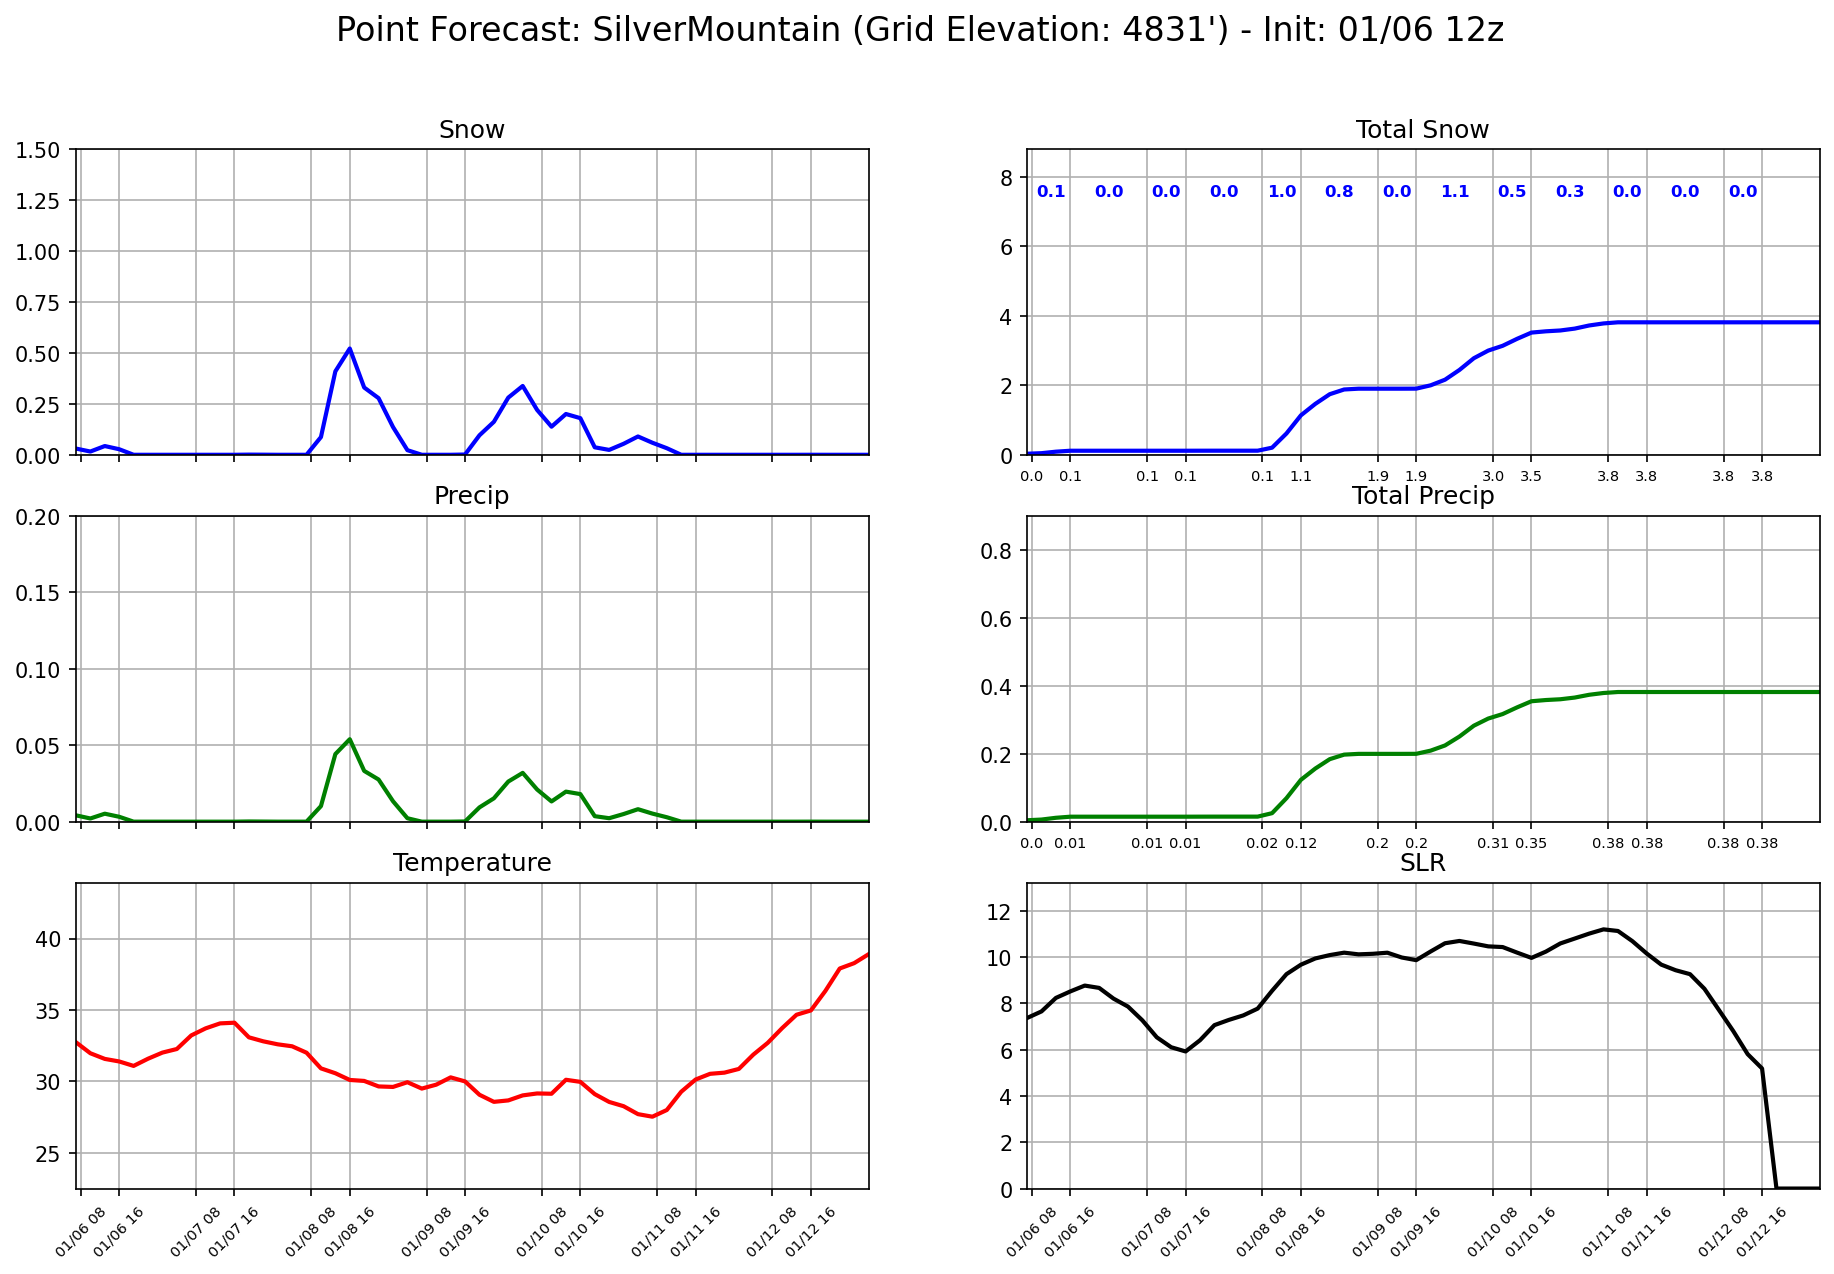 Point Forecast: SilverMountain (Grid Elevation: 4831') - Init: 01/06 12z
Snow
1.50
1.25
1.00
0.75
0.50
0.25
0.00
Total Snow
8
6
4
2
0
0.1 0.0 0.0 0.0 1.0 0.8 0.0 1.1 0.5 0.3 0.0 0.0 0.0
0.0 0.1 0.1 0.1 0.1 1.1 1.9 1.9 3.0 3.5 3.8 3.8 3.8 3.8
Precip
0.20
0.15
0.10
0.05
0.00
Total Precip
0.8
0.6
0.4
0.2
0.0
0.0 0.01 0.01 0.01 0.02 0.12 0.2 0.2 0.31 0.35 0.38 0.38 0.38 0.38
Temperature
40
35
30
25
01/06 08 01/06 16 01/07 08 01/07 16 01/08 08 01/08 16 01/09 08 01/09 16 01/10 08 01/10 16 01/11 08 01/11 16 01/12 08 01/12 16
SLR
12
10
8
6
4
2
0
01/06 08 01/06 16 01/07 08 01/07 16 01/08 08 01/08 16 01/09 08 01/09 16 01/10 08 01/10 16 01/11 08 01/11 16 01/12 08 01/12 16